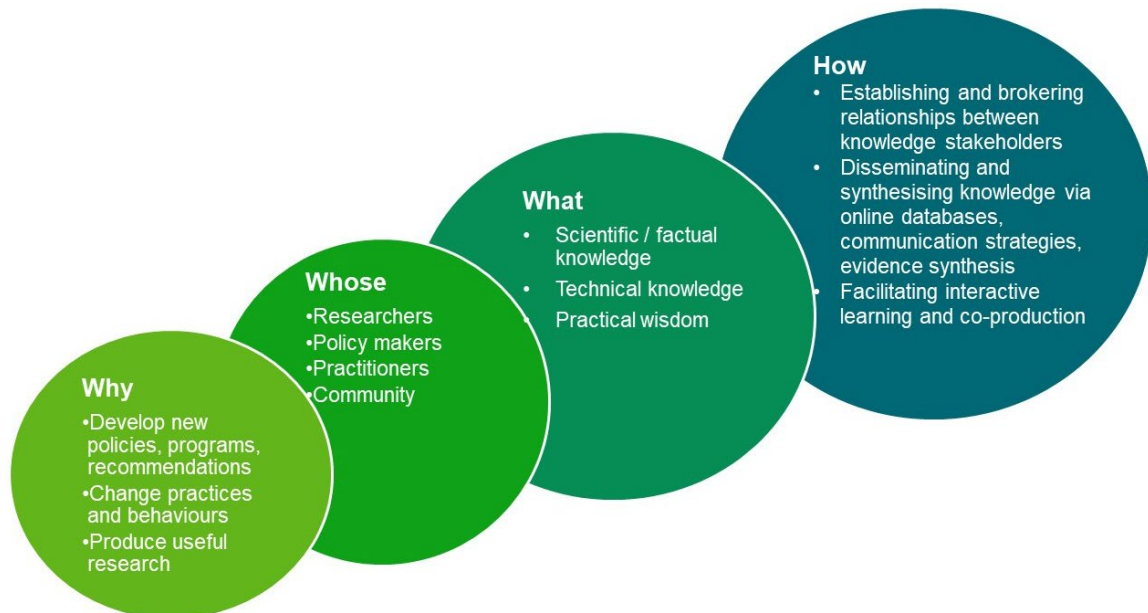 Why
•Develop new
policies, programs,
recommendations
•Change practices
and behaviours
•Produce useful
research
Whose
•Researchers
•Policy makers
•Practitioners
•Community
What
• Scientific / factual
knowledge
• Technical knowledge
• Practical wisdom
How
• Establishing and brokering
relationships between
knowledge stakeholders
• Disseminating and
synthesising knowledge via
online databases,
communication strategies,
evidence synthesis
• Facilitating interactive
learning and co-production